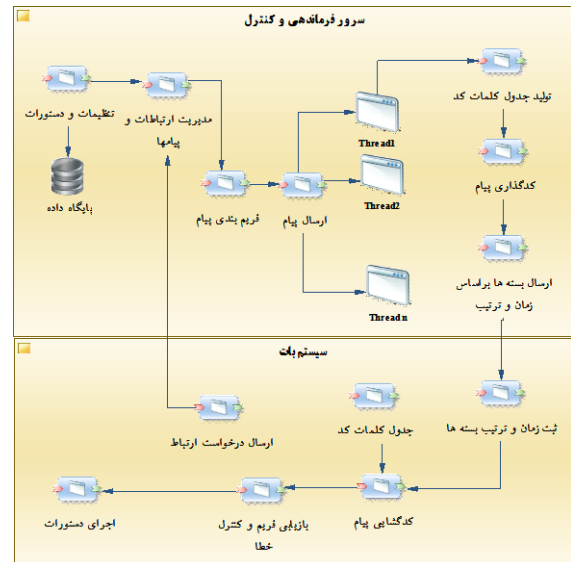 سرور فرماندهی و کنترل
تنظیمات و دستورات
مدیریت ارتباطات و
پیامها
پایگاه داده
فریم بندی پیام
ارسال پیام
Thread1
Thread2
Thread n
تولید جدول کلمات کد
کدگذاری پیام
ارسال بسته ها براساس
زمان و ترتیب
سیستم بات
ارسال درخواست ارتباط
جدول کلمات کد
ثبت زمان و ترتیب بسته ها
کدگشایی پیام
بازیابی فریم و کنترل
خطا
اجرای دستورات